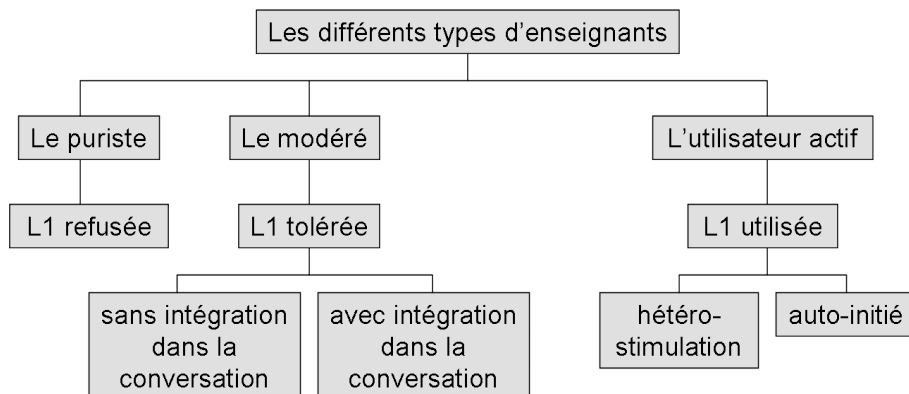 Les différents types d’enseignants
Le puriste
Le modéré
L’utilisateur actif
L1 refusée
L1 tolérée
L1 utilisée
sans intégration
dans la
conversation
avec intégration
dans la
conversation
hétéro-
stimulation
auto-initié